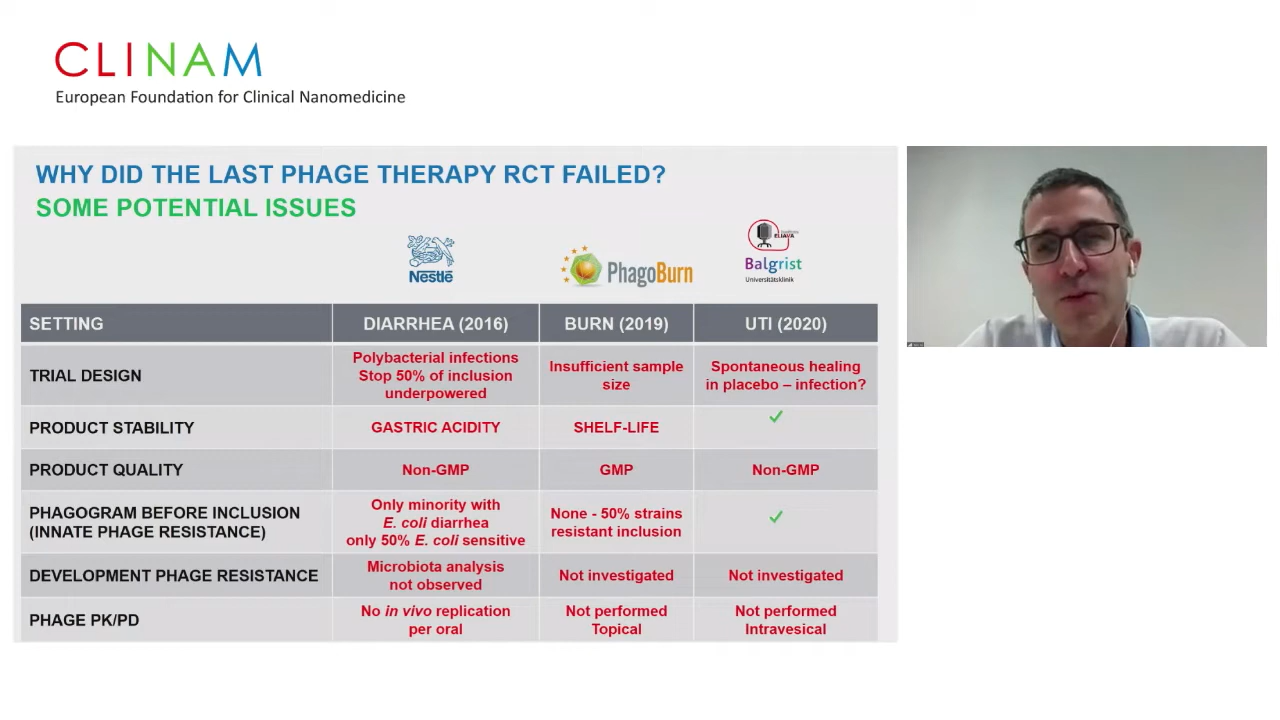 CLINAM
European Foundation for Clinical Nanomedicine
WHY DID THE LAST PHAGE THERAPY RCT FAILED?
SOME POTENTIAL ISSUES
Nestlé
PhagoBurn
ELIAVA
Balgrist
Universitätsklinik
SETTING
DIARRHEA (2016)
BURN (2019)
UTI (2020)
TRIAL DESIGN
Polybacterial infections
Stop 50% of inclusion
underpowered
Insufficient sample
size
Spontaneous healing
in placebo – infection?
PRODUCT STABILITY
GASTRIC ACIDITY
SHELF-LIFE
PRODUCT QUALITY
Non-GMP
GMP
Non-GMP
PHAGOGRAM BEFORE INCLUSION
(INNATE PHAGE RESISTANCE)
Only minority with
E. coli diarrhea
only 50% E. coli sensitive
None - 50% strains
resistant inclusion
DEVELOPMENT PHAGE RESISTANCE
Microbiota analysis
not observed
Not investigated
Not investigated
PHAGE PK/PD
No in vivo replication
per oral
Not performed
Topical
Not performed
Intravesical